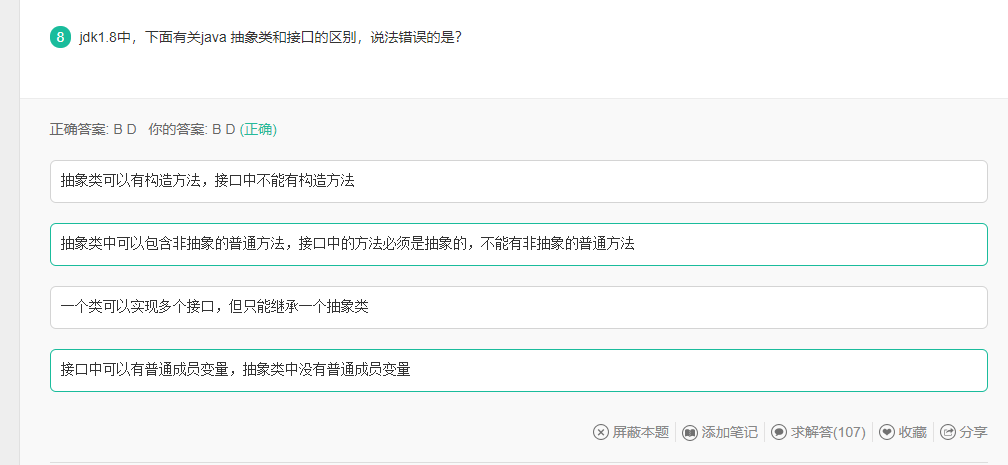 8 jdk1.8中，下面有关java 抽象类和接口的区别，说法错误的是？
正确答案: B D 你的答案: B D (正确)
抽象类可以有构造方法，接口中不能有构造方法
抽象类中可以包含非抽象的普通方法，接口中的方法必须是抽象的，不能有非抽象的普通方法
一个类可以实现多个接口，但只能继承一个抽象类
接口中可以有普通成员变量，抽象类中没有普通成员变量
屏蔽本题 添加笔记 求解答(107) 收藏 分享